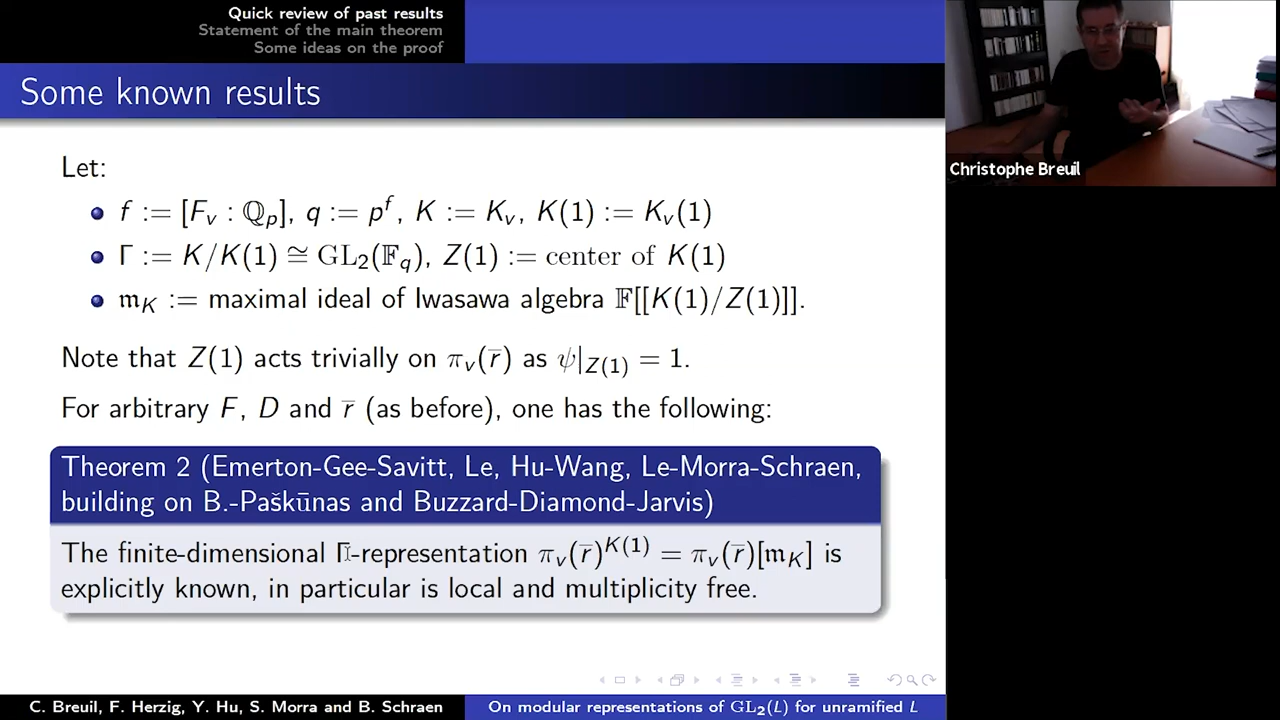 Quick review of past results
Statement of the main theorem
Some ideas on the proof
Some known results
Let:
f := [F_v : ℚ_p], q := p^f, K := K_v, K(1) := K_v(1)
Γ := K/K(1) ≅ GL_2(𝔽_q), Z(1) := center of K(1)
𝔪_K := maximal ideal of Iwasawa algebra 𝔽[[K(1)/Z(1)]].
Note that Z(1) acts trivially on π_v(r̄) as ψ|_{Z(1)} = 1.
For arbitrary F, D and r̄ (as before), one has the following:
Theorem 2 (Emerton-Gee-Savitt, Le, Hu-Wang, Le-Morra-Schraen,
building on B.-Paškūnas and Buzzard-Diamond-Jarvis)
The finite-dimensional Γ-representation π_v(r̄)^{K(1)} = π_v(r̄)[𝔪_K] is
explicitly known, in particular is local and multiplicity free.
C. Breuil, F. Herzig, Y. Hu, S. Morra and B. Schraen
On modular representations of GL_2(L) for unramified L
Christophe Breuil